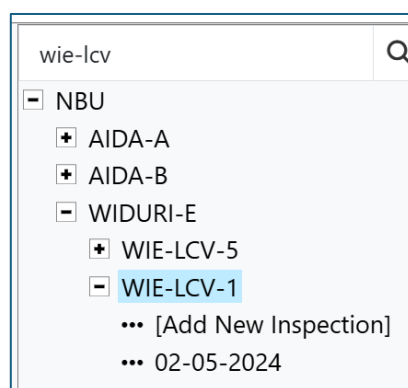 wie-lcv
NBU
AIDA-A
AIDA-B
WIDURI-E
WIE-LCV-5
WIE-LCV-1
[Add New Inspection]
02-05-2024